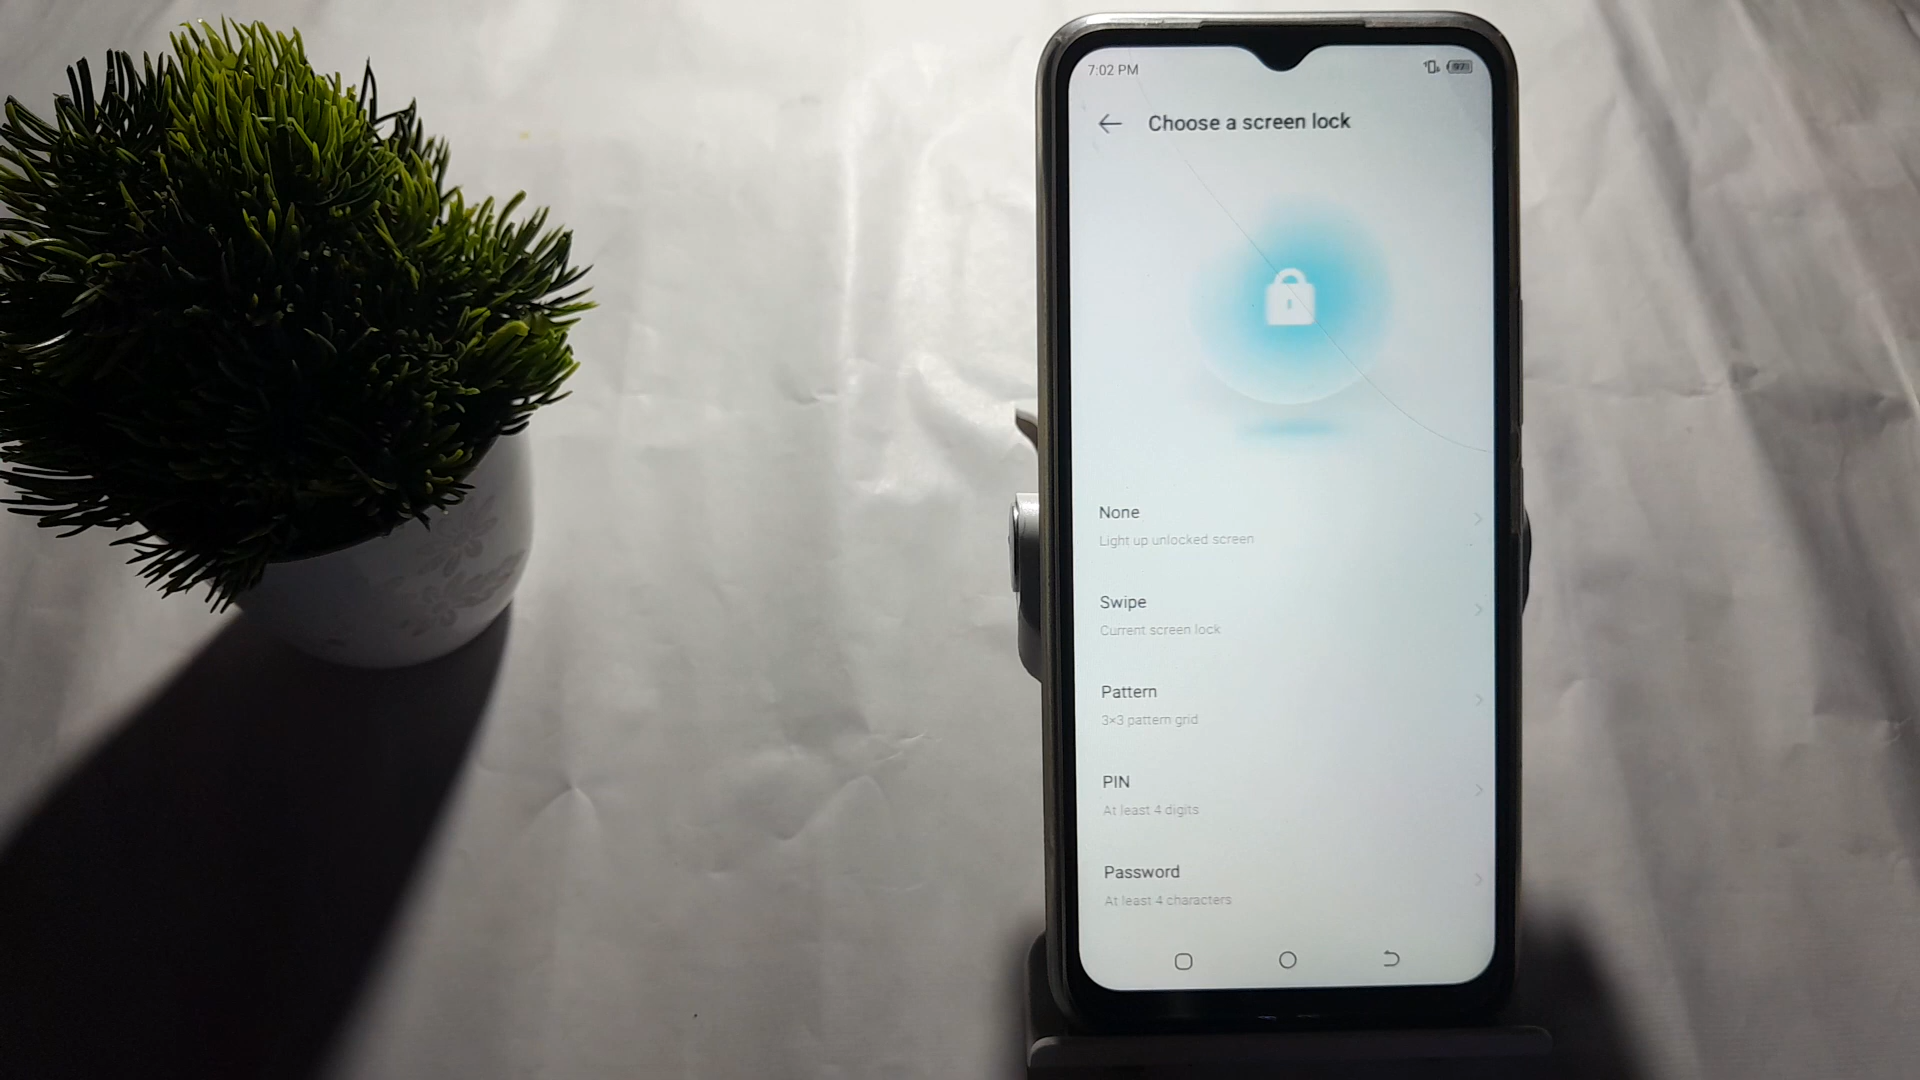 7:02 PM
97
Choose a screen lock
None
Light up unlocked screen
Swipe
Current screen lock
Pattern
3×3 pattern grid
PIN
At least 4 digits
Password
At least 4 characters